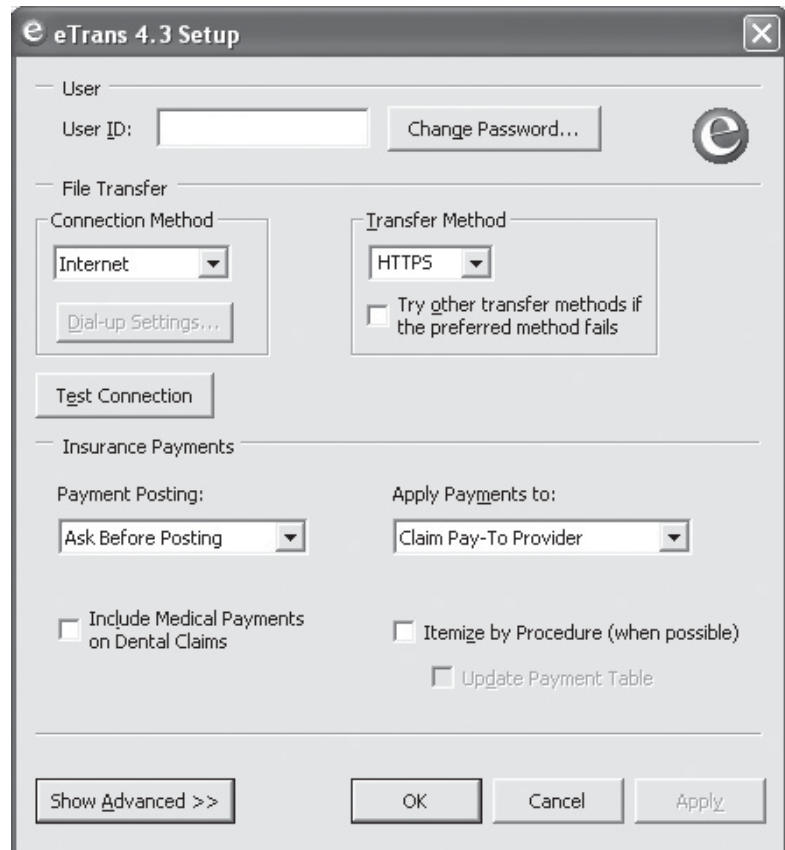 eTrans 4.3 Setup
User
User ID:
Change Password...
File Transfer
Connection Method
Internet
Dial-up Settings...
Transfer Method
HTTPS
Try other transfer methods if
the preferred method fails
Test Connection
Insurance Payments
Payment Posting:
Ask Before Posting
Apply Payments to:
Claim Pay-To Provider
Include Medical Payments
on Dental Claims
Itemize by Procedure (when possible)
Update Payment Table
Show Advanced >>
OK
Cancel
Apply